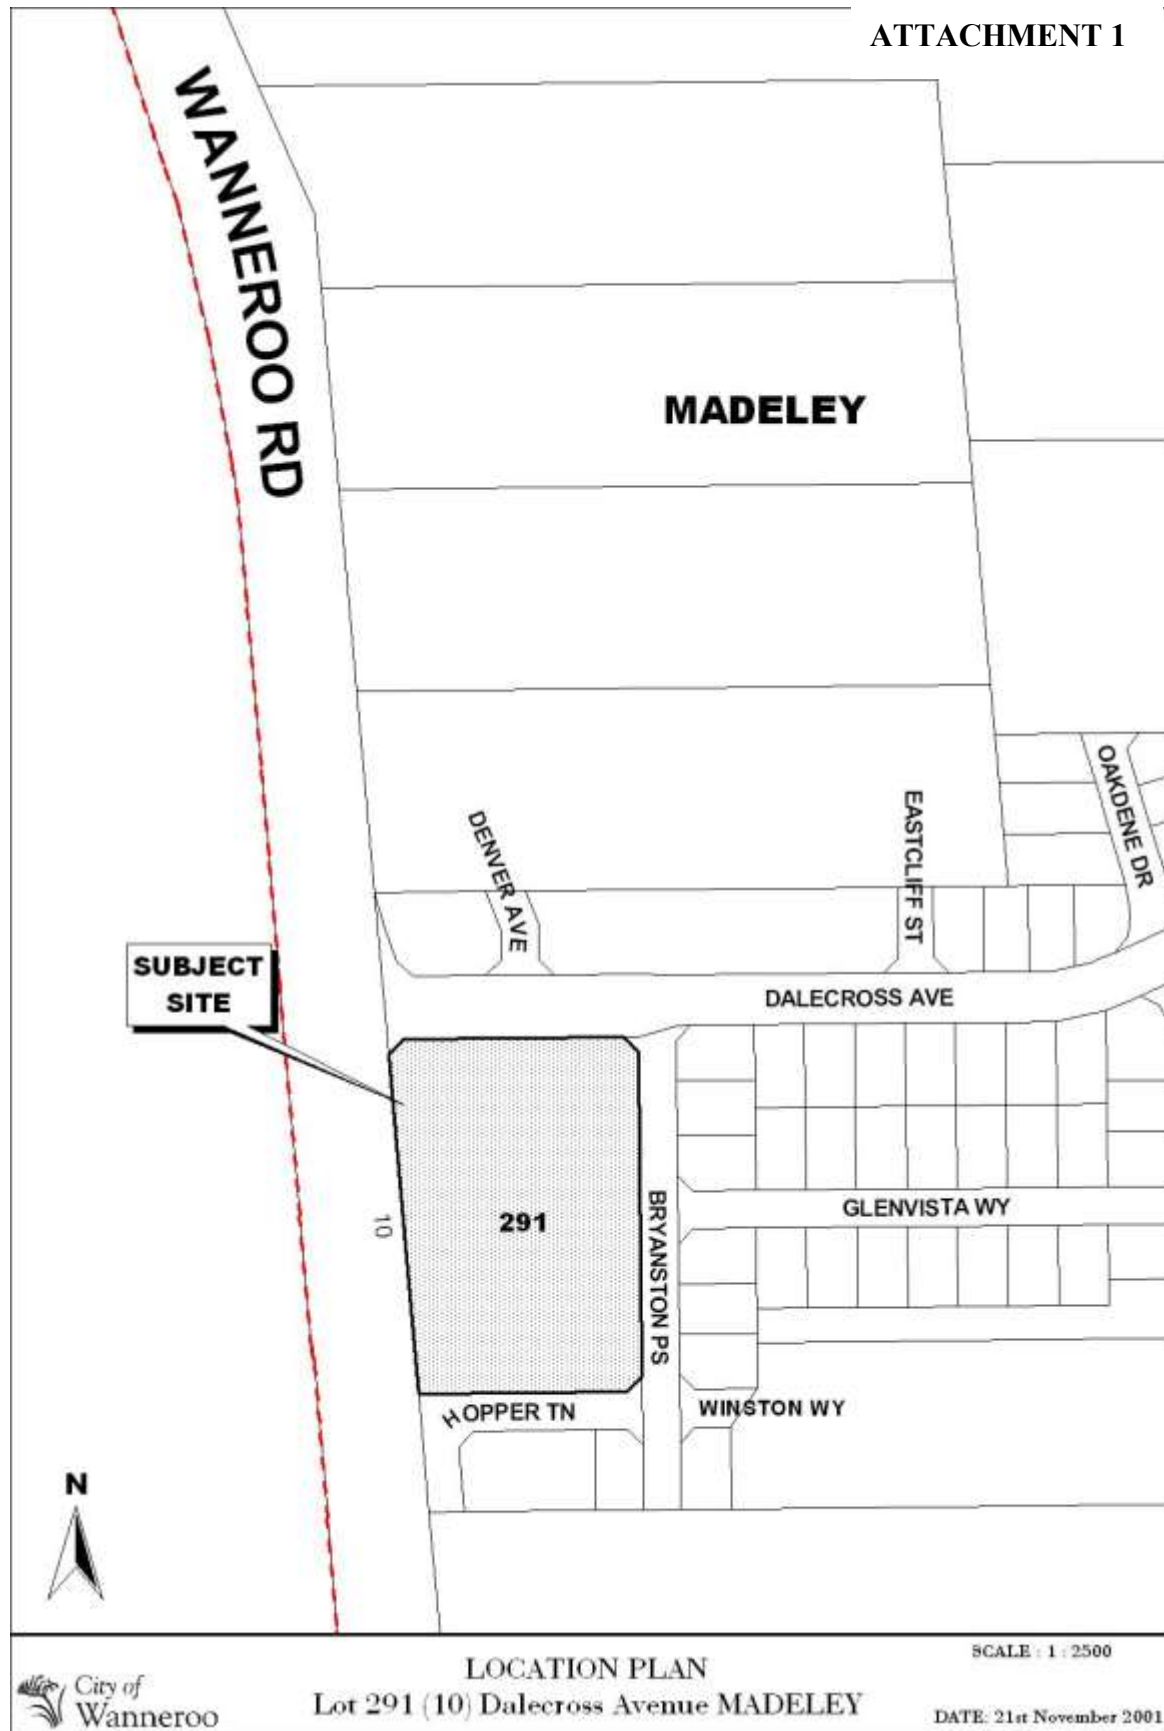 ATTACHMENT 1
WANNEROO RD
MADELEY
OAKDENE DR
DENVER AVE
EASTCLIFF ST
SUBJECT
SITE
DALECROSS AVE
10
291
BRYANSTON PS
GLENVISTA WY
HOPPER TN
WINSTON WY
N
City of
Wanneroo
LOCATION PLAN
Lot 291 (10) Dalecross Avenue MADELEY
SCALE : 1 : 2500
DATE: 21st November 2001